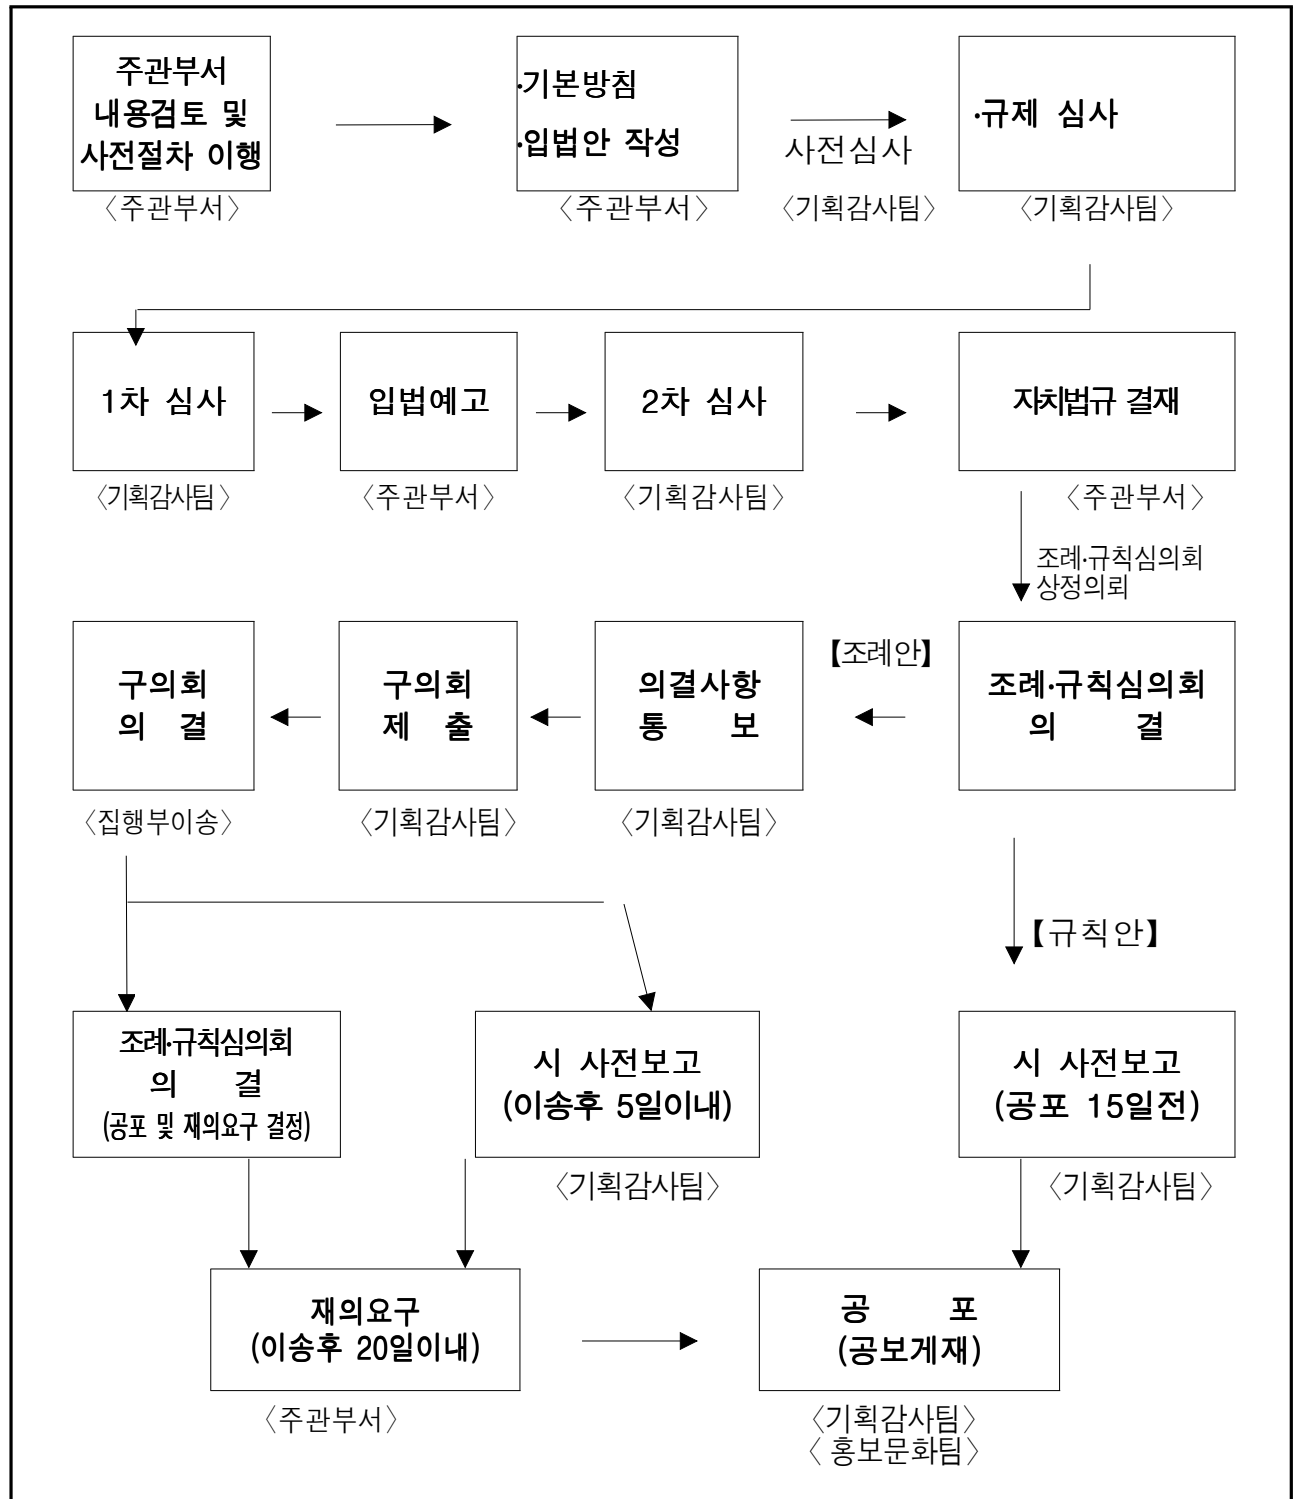 주관부서
내용검토 및
사전절차 이행
〈주관부서〉
·기본방침
·입법안 작성
〈주관부서〉
사전심사
〈기획감사팀〉
·규제 심사
〈기획감사팀〉
1차 심사
〈기획감사팀〉
입법예고
〈주관부서〉
2차 심사
〈기획감사팀〉
자치법규 결재
〈주관부서〉
조례·규칙심의회
상정의뢰
조례·규칙심의회
의 결
【조례안】
의결사항
통 보
〈기획감사팀〉
구의회
제 출
〈기획감사팀〉
구의회
의 결
〈집행부이송〉
【규칙안】
조례·규칙심의회
의 결
(공포 및 재의요구 결정)
시 사전보고
(이송후 5일이내)
〈기획감사팀〉
시 사전보고
(공포 15일전)
〈기획감사팀〉
재의요구
(이송후 20일이내)
〈주관부서〉
공 포
(공보게재)
〈기획감사팀〉
〈 홍보문화팀〉